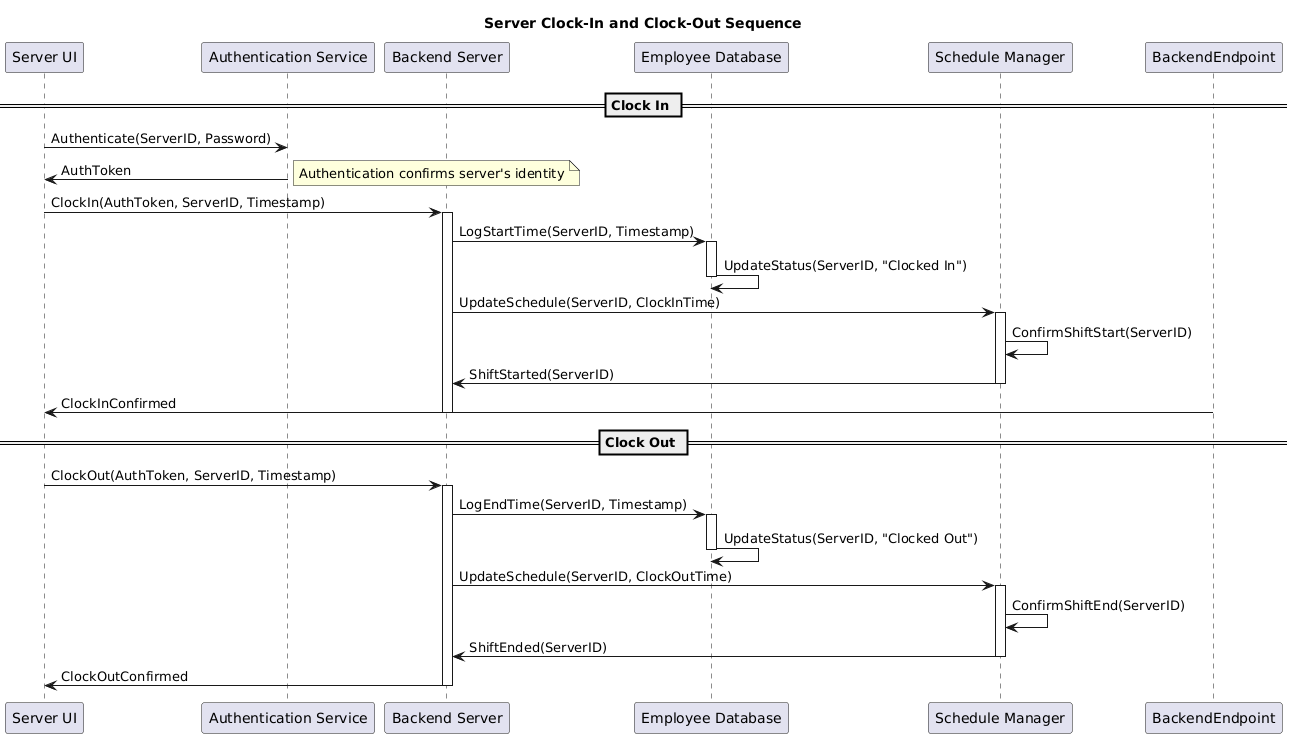 Server Clock-In and Clock-Out Sequence
Server UI
Authentication Service
Backend Server
Employee Database
Schedule Manager
BackendEndpoint
Clock In
Authenticate(ServerID, Password)
AuthToken
Authentication confirms server's identity
ClockIn(AuthToken, ServerID, Timestamp)
LogStartTime(ServerID, Timestamp)
UpdateStatus(ServerID, "Clocked In")
UpdateSchedule(ServerID, ClockInTime)
ConfirmShiftStart(ServerID)
ShiftStarted(ServerID)
ClockInConfirmed
Clock Out
ClockOut(AuthToken, ServerID, Timestamp)
LogEndTime(ServerID, Timestamp)
UpdateStatus(ServerID, "Clocked Out")
UpdateSchedule(ServerID, ClockOutTime)
ConfirmShiftEnd(ServerID)
ShiftEnded(ServerID)
ClockOutConfirmed
Server UI
Authentication Service
Backend Server
Employee Database
Schedule Manager
BackendEndpoint